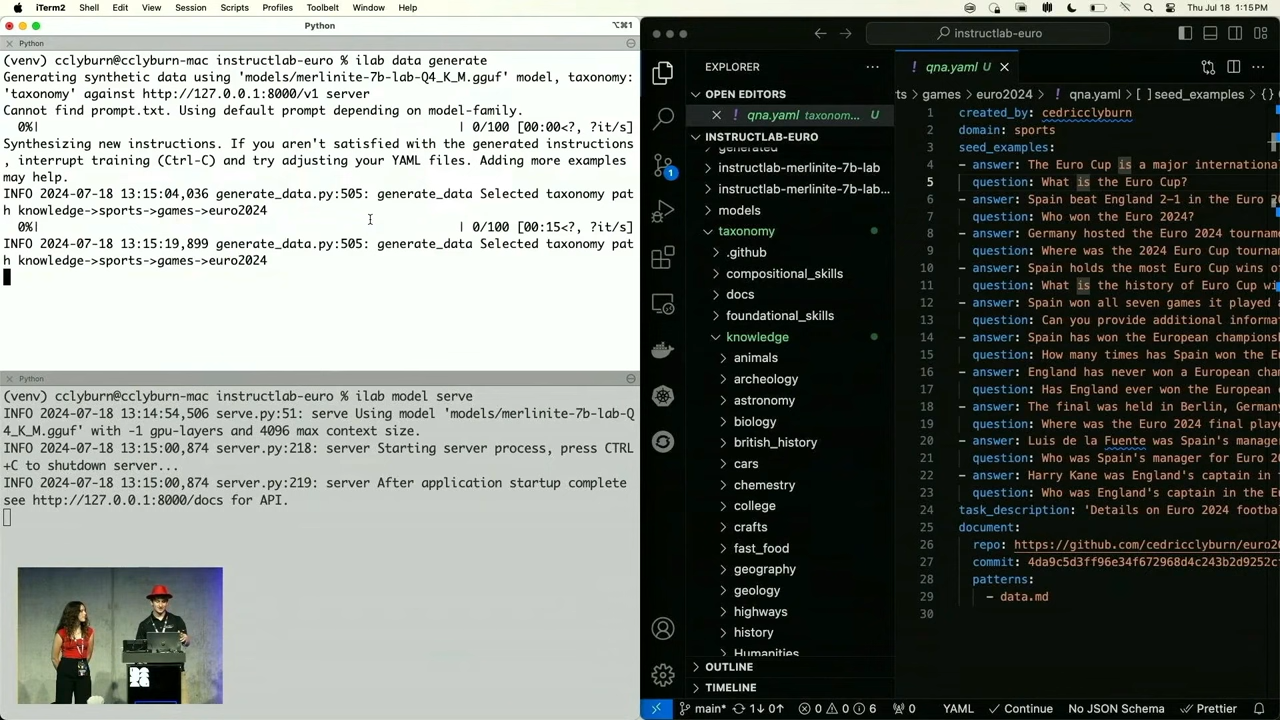 iTerm2 Shell Edit View Session Scripts Profiles Toolbelt Window Help Thu Jul 18 1:15 PM
Python ⌥⌘1
Python
(venv) cclyburn@cclyburn-mac instructlab-euro % ilab data generate
Generating synthetic data using 'models/merlinite-7b-lab-Q4_K_M.gguf' model, taxonomy:
'taxonomy' against http://127.0.0.1:8000/v1 server
Cannot find prompt.txt. Using default prompt depending on model-family.
0%| | 0/100 [00:00<?, ?it/s]
Synthesizing new instructions. If you aren't satisfied with the generated instructions
, interrupt training (Ctrl-C) and try adjusting your YAML files. Adding more examples
may help.
INFO 2024-07-18 13:15:04,036 generate_data.py:505: generate_data Selected taxonomy pat
h knowledge->sports->games->euro2024
0%| | 0/100 [00:15<?, ?it/s]
INFO 2024-07-18 13:15:19,899 generate_data.py:505: generate_data Selected taxonomy pat
h knowledge->sports->games->euro2024
Python
(venv) cclyburn@cclyburn-mac instructlab-euro % ilab model serve
INFO 2024-07-18 13:14:54,506 serve.py:51: serve Using model 'models/merlinite-7b-lab-Q
4_K_M.gguf' with -1 gpu-layers and 4096 max context size.
INFO 2024-07-18 13:15:00,874 server.py:218: server Starting server process, press CTRL
+C to shutdown server...
INFO 2024-07-18 13:15:00,874 server.py:219: server After application startup complete
see http://127.0.0.1:8000/docs for API.
instructlab-euro
EXPLORER
OPEN EDITORS
qna.yaml taxonom... U
INSTRUCTLAB-EURO
generated
instructlab-merlinite-7b-lab
instructlab-merlinite-7b-lab...
models
taxonomy
.github
compositional_skills
docs
foundational_skills
knowledge
animals
archeology
astronomy
biology
british_history
cars
chemestry
college
crafts
fast_food
geography
geology
highways
history
Humanities
OUTLINE
TIMELINE
1
qna.yaml U
rts > games > euro2024 > qna.yaml > [ ] seed_examples > {}
1 created_by: cedricclyburn
2 domain: sports
3 seed_examples:
4 - answer: The Euro Cup is a major internationa
5 question: What is the Euro Cup?
6 - answer: Spain beat England 2–1 in the Euro 2
7 question: Who won the Euro 2024?
8 - answer: Germany hosted the Euro 2024 tourname
9 question: Where was the 2024 Euro Cup tournam
10 - answer: Spain holds the most Euro Cup wins o
11 question: What is the history of Euro Cup wi
12 - answer: Spain won all seven games it played a
13 question: Can you provide additional informat
14 - answer: Spain has won the European champions
15 question: How many times has Spain won the E
16 - answer: England has never won a European cha
17 question: Has England ever won the European
18 - answer: The final was held in Berlin, Germany
19 question: Where was the Euro 2024 final playe
20 - answer: Luis de la Fuente was Spain's manage
21 question: Who was Spain's manager for Euro 2
22 - answer: Harry Kane was England's captain in t
23 question: Who was England's captain in the E
24 task_description: 'Details on Euro 2024 footba
25 document:
26 repo: https://github.com/cedricclyburn/euro20
27 commit: 4da9c5d3ff96e34f672968d4c243b2d9252c
28 patterns:
29 - data.md
30
main* 1↓ 0↑ 0 0 6 0 YAML Continue No JSON Schema Prettier